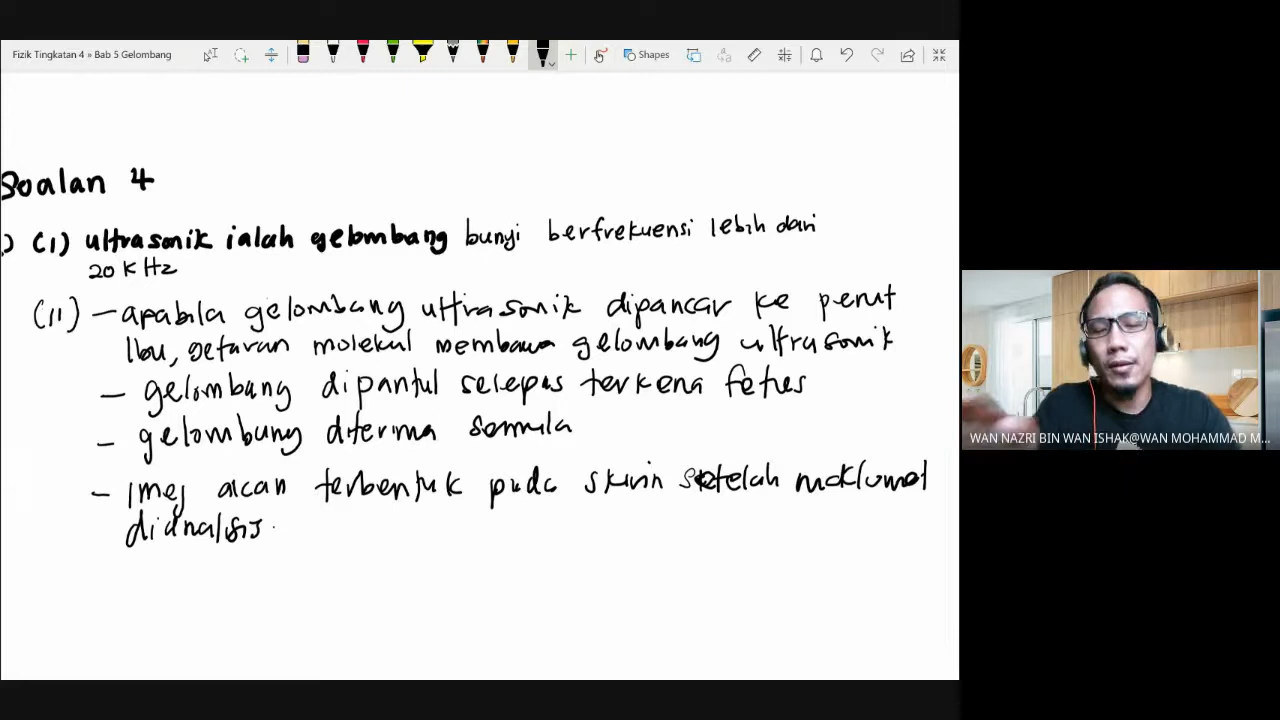 Fizik Tingkatan 4 » Bab 5 Gelombang
Shapes
Soalan 4
) (i) ultrasonik ialah gelombang bunyi berfrekuensi lebih dari
20 kHz
(ii) – apabila gelombang ultrasonik dipancar ke perut
Ibu, getaran molekul membawa gelombang ultrasonik
– gelombang dipantul selepas terkena fetus
– gelombang diterima semula
– imej akan terbentuk pada skrin setelah maklumat
dianalisis.
WAN NAZRI BIN WAN ISHAK@WAN MOHAMMAD M...